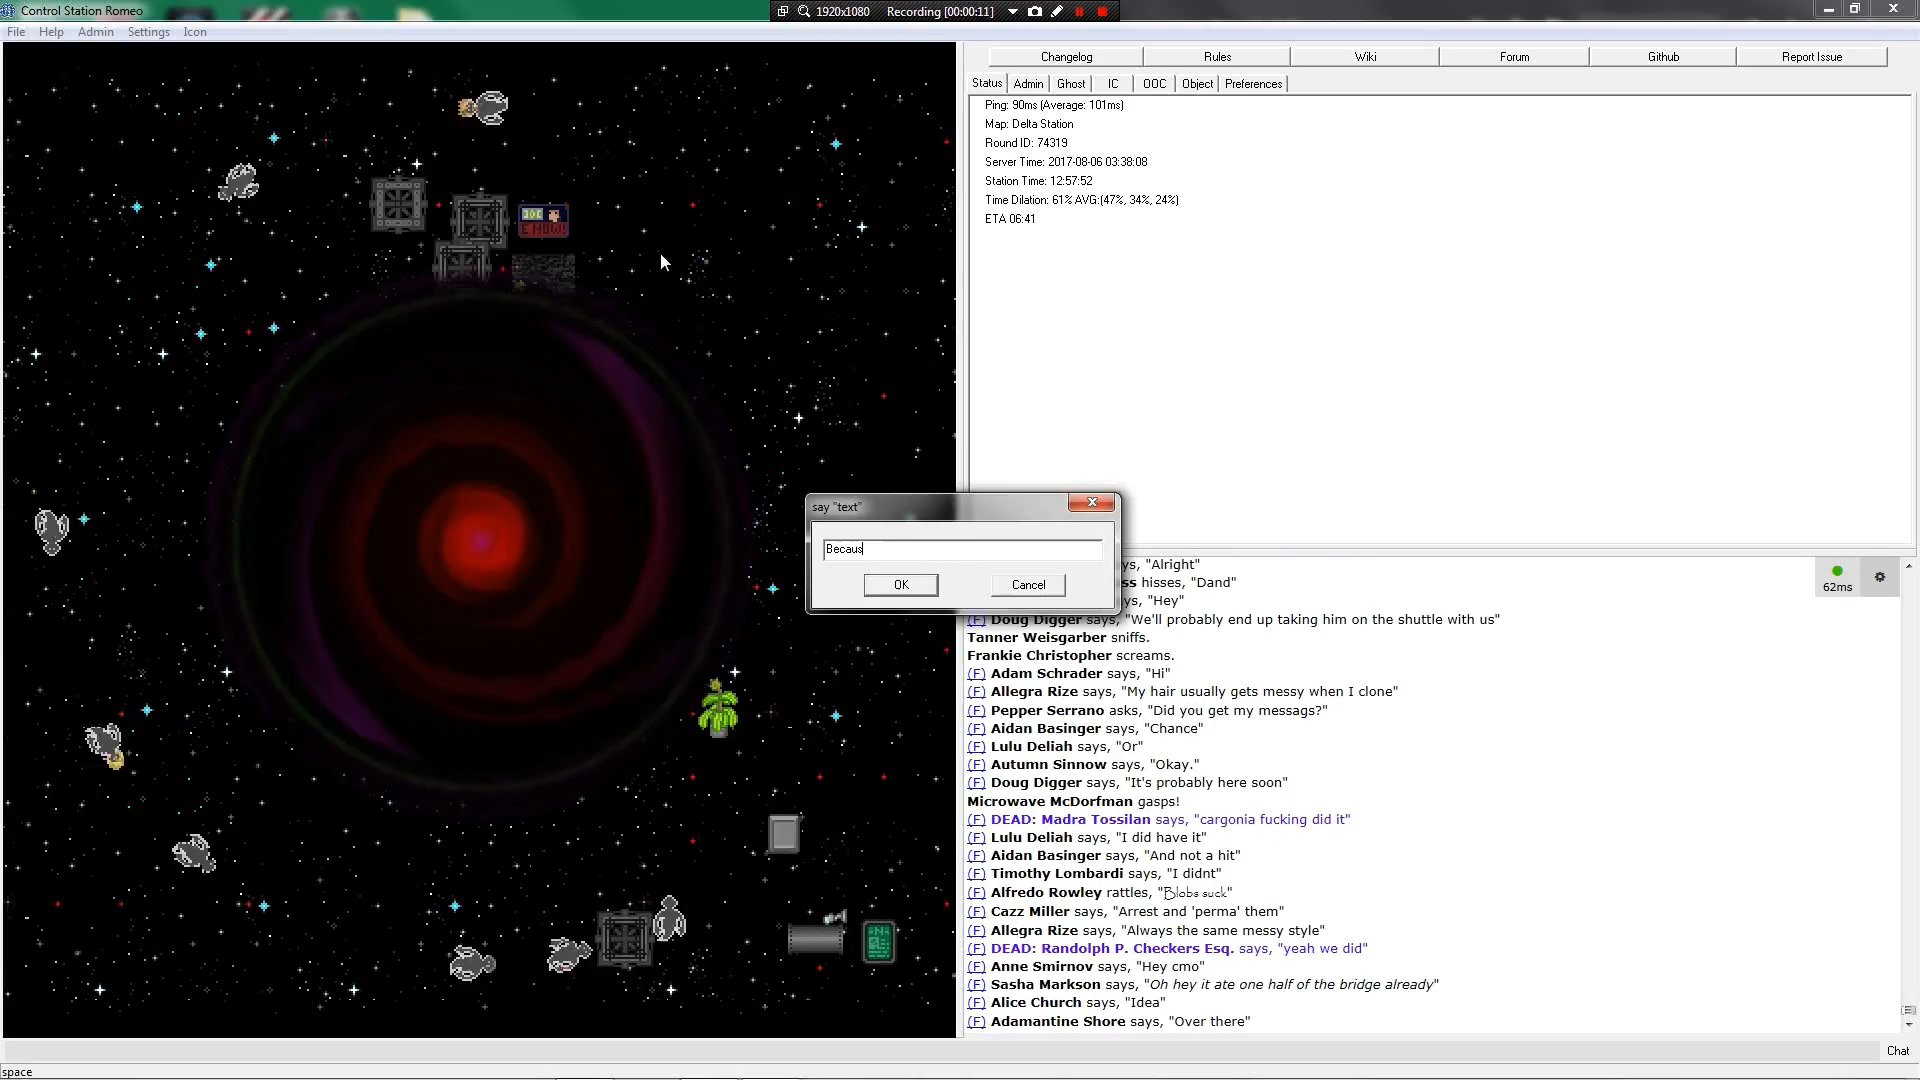 Control Station Romeo
1920x1080 Recording [00:00:11]
File Help Admin Settings Icon
Changelog Rules Wiki Forum Github Report Issue
Status Admin Ghost IC OOC Object Preferences
Ping: 90ms (Average: 101ms)
Map: Delta Station
Round ID: 74319
Server Time: 2017-08-06 03:38:08
Station Time: 12:57:52
Time Dilation: 61% AVG:(47%, 34%, 24%)
ETA 06:41
E NOW!
say "text"
Becaus
OK Cancel
62ms
ys, "Alright"
ss hisses, "Dand"
ys, "Hey"
(F) Doug Digger says, "We'll probably end up taking him on the shuttle with us"
Tanner Weisgarber sniffs.
Frankie Christopher screams.
(F) Adam Schrader says, "Hi"
(F) Allegra Rize says, "My hair usually gets messy when I clone"
(F) Pepper Serrano asks, "Did you get my messags?"
(F) Aidan Basinger says, "Chance"
(F) Lulu Deliah says, "Or"
(F) Autumn Sinnow says, "Okay."
(F) Doug Digger says, "It's probably here soon"
Microwave McDorfman gasps!
(F) DEAD: Madra Tossilan says, "cargonia fucking did it"
(F) Lulu Deliah says, "I did have it"
(F) Aidan Basinger says, "And not a hit"
(F) Timothy Lombardi says, "I didnt"
(F) Alfredo Rowley rattles, "Blobs suck"
(F) Cazz Miller says, "Arrest and 'perma' them"
(F) Allegra Rize says, "Always the same messy style"
(F) DEAD: Randolph P. Checkers Esq. says, "yeah we did"
(F) Anne Smirnov says, "Hey cmo"
(F) Sasha Markson says, "Oh hey it ate one half of the bridge already"
(F) Alice Church says, "Idea"
(F) Adamantine Shore says, "Over there"
Chat
space